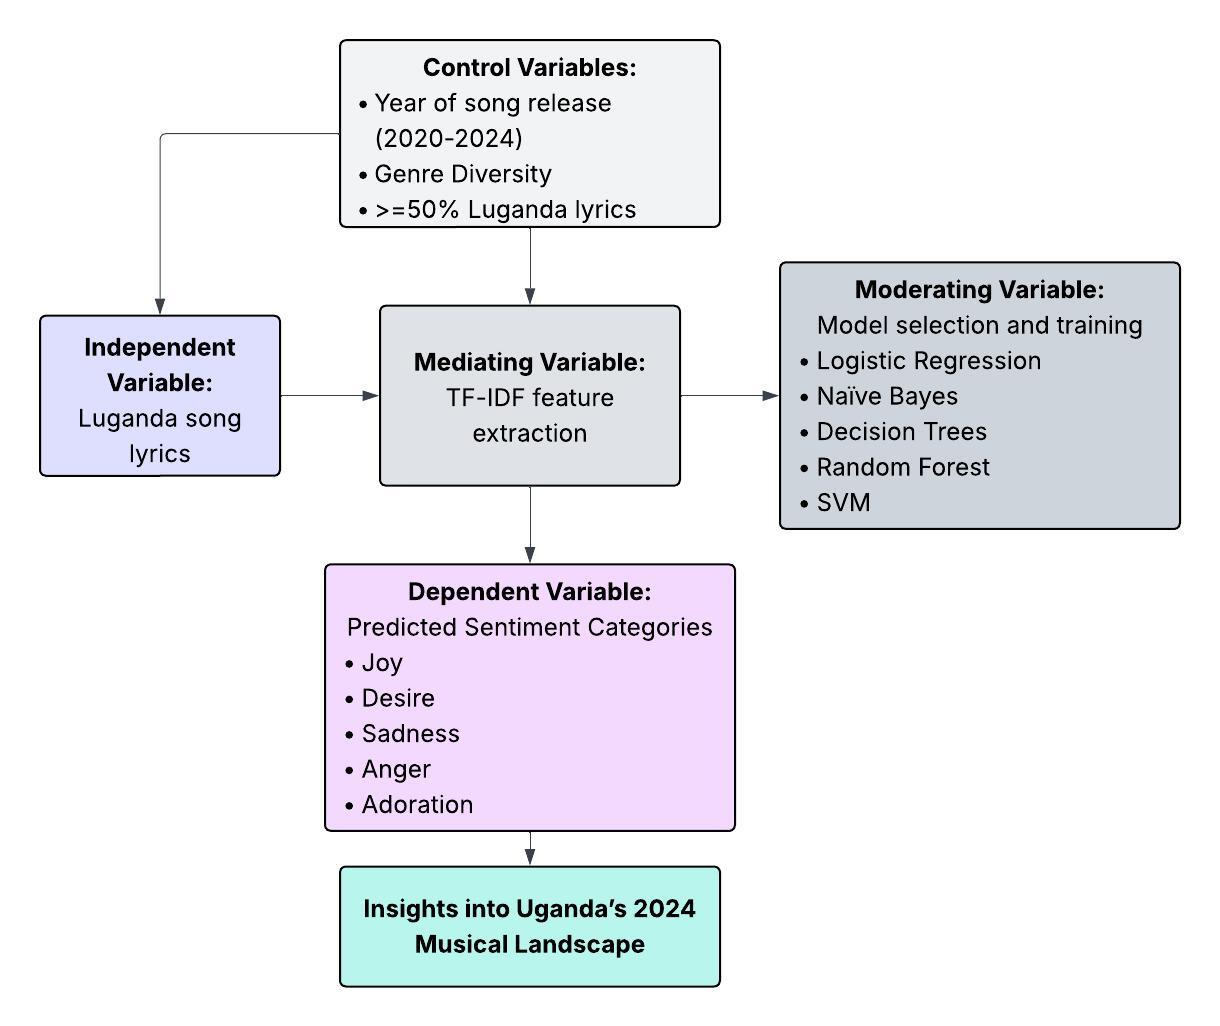 Control Variables:
• Year of song release
(2020-2024)
• Genre Diversity
• >=50% Luganda lyrics
Independent
Variable:
Luganda song
lyrics
Mediating Variable:
TF-IDF feature
extraction
Moderating Variable:
Model selection and training
• Logistic Regression
• Naïve Bayes
• Decision Trees
• Random Forest
• SVM
Dependent Variable:
Predicted Sentiment Categories
• Joy
• Desire
• Sadness
• Anger
• Adoration
Insights into Uganda’s 2024
Musical Landscape